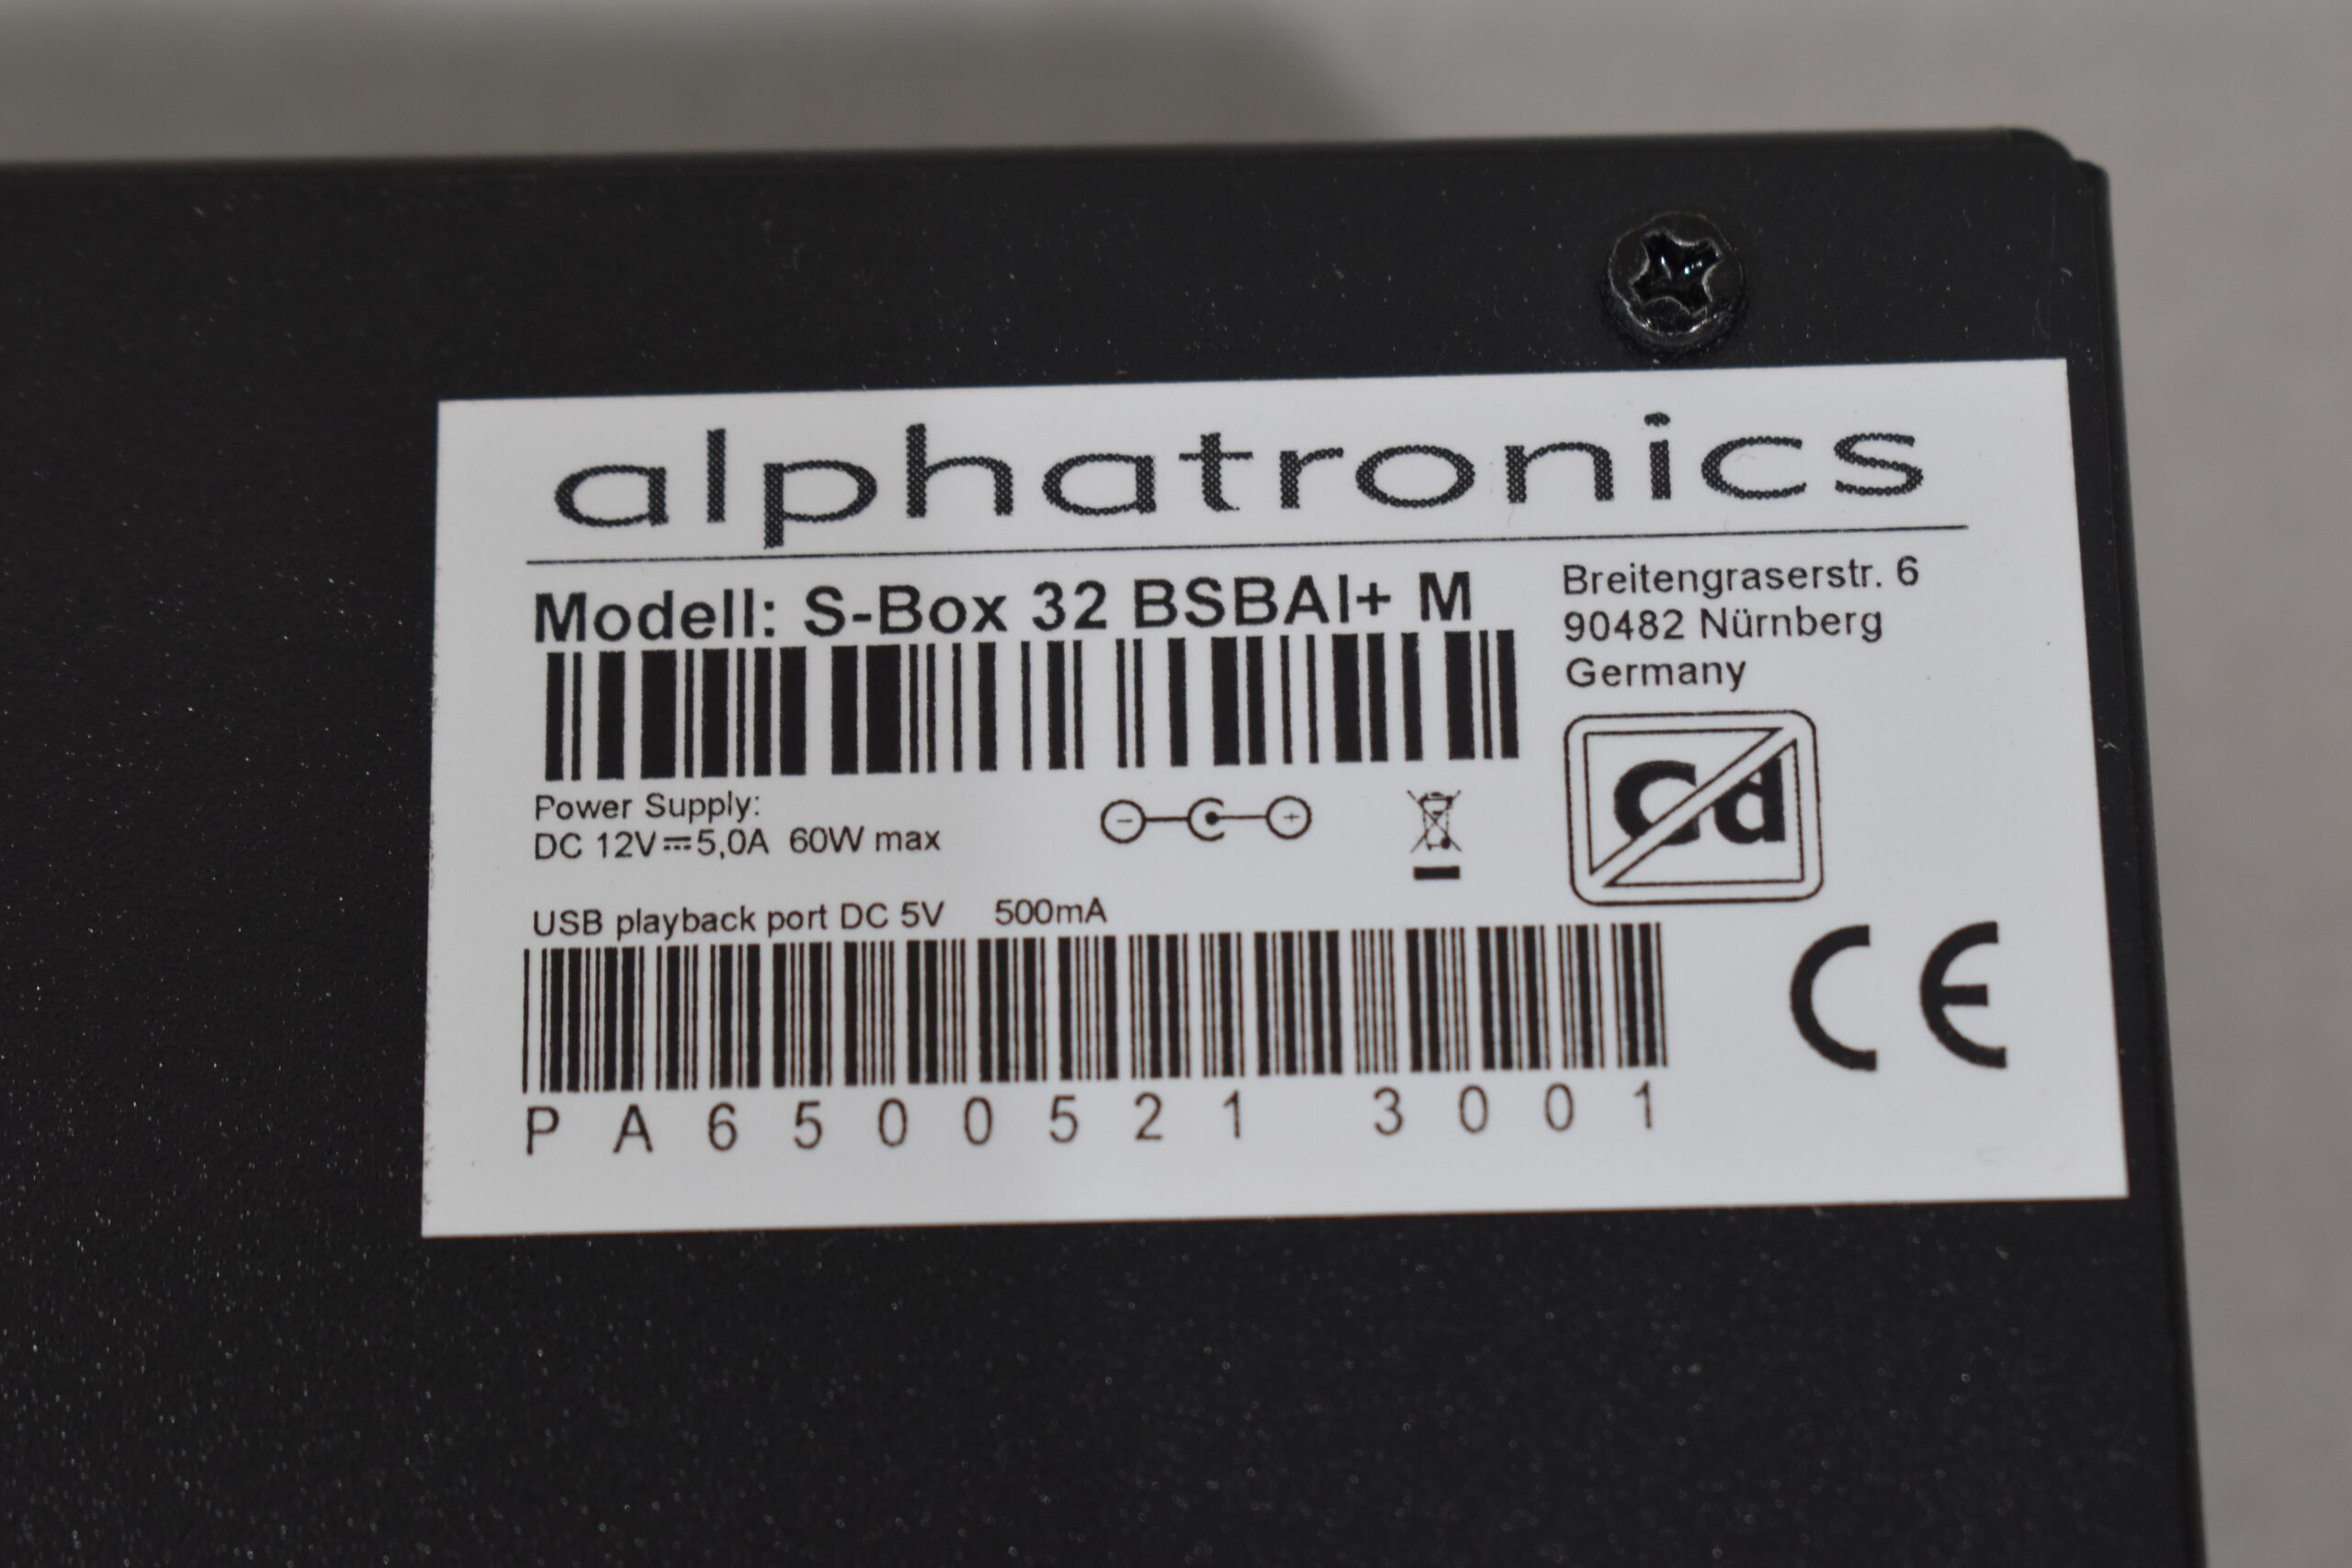 alphatronics
Modell: S-Box 32 BSBAI+ M
Breitengraserstr. 6
90482 Nürnberg
Germany
Cd
Power Supply:
DC 12V⎓5,0A 60W max
USB playback port DC 5V 500mA
CE
PA6500521 3001